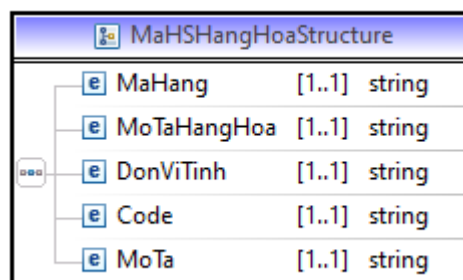 MaHSHangHoaStructure
e MaHang [1..1] string
e MoTaHangHoa [1..1] string
e DonViTinh [1..1] string
e Code [1..1] string
e MoTa [1..1] string